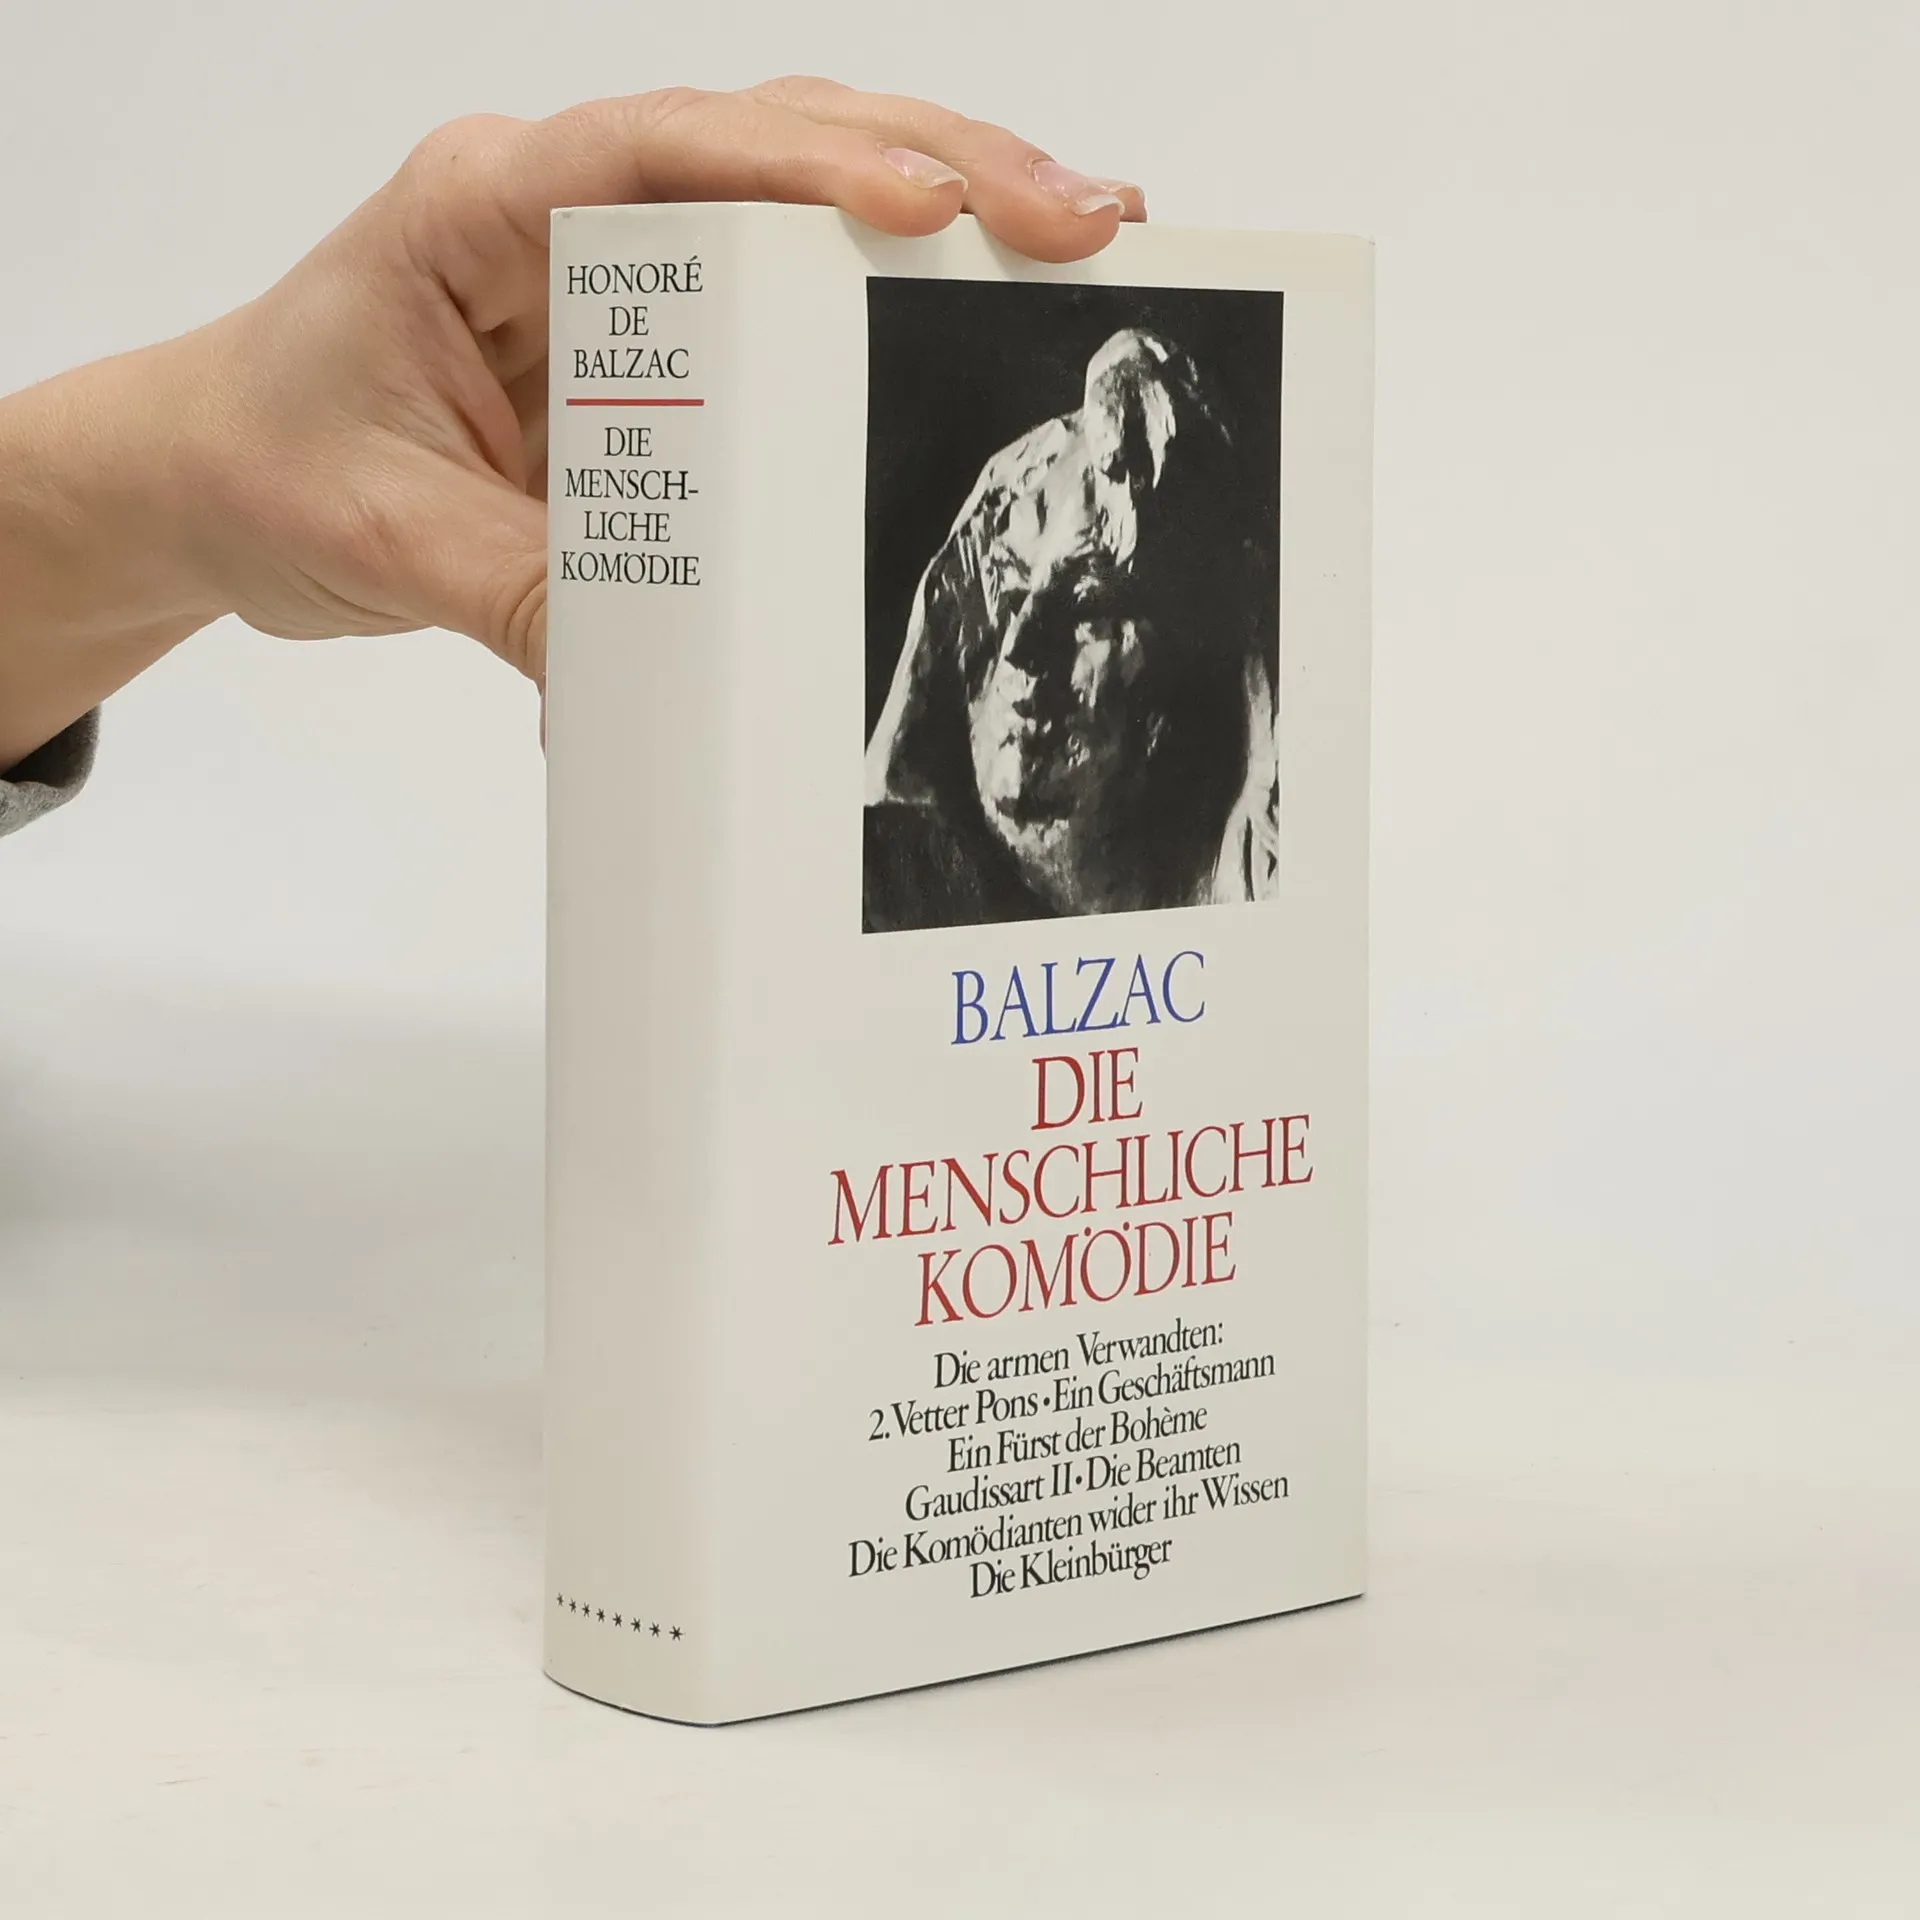 HONORÉ
DE
BALZAC
DIE
MENSCH-
LICHE
KOMÖDIE
********
BALZAC
DIE
MENSCHLICHE
KOMÖDIE
Die armen Verwandten:
2. Vetter Pons • Ein Geschäftsmann
Ein Fürst der Bohème
Gaudissart II • Die Beamten
Die Komödianten wider ihr Wissen
Die Kleinbürger